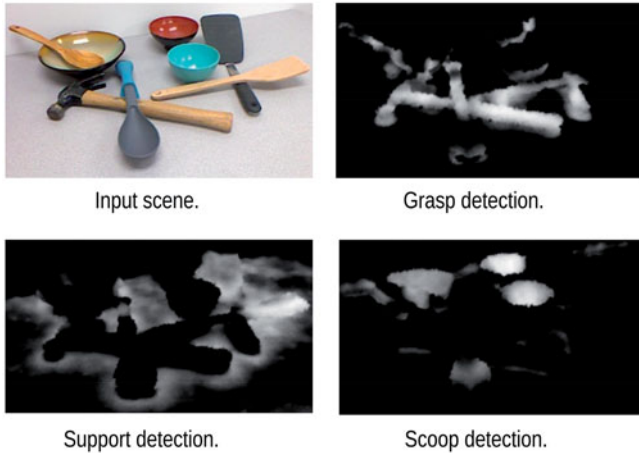 Input scene.
Grasp detection.
Support detection.
Scoop detection.